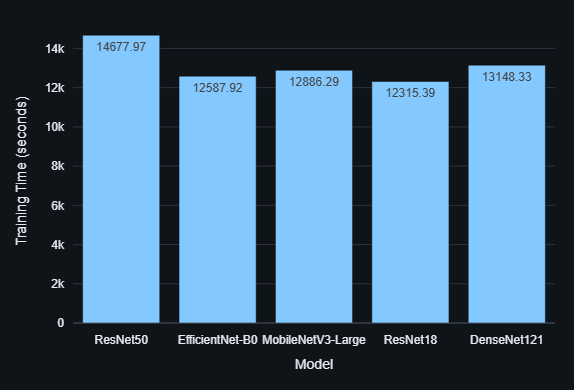 14k
12k
10k
8k
6k
4k
2k
0
Training Time (seconds)
14677.97
12587.92
12886.29
12315.39
13148.33
ResNet50
EfficientNet-B0
MobileNetV3-Large
ResNet18
DenseNet121
Model